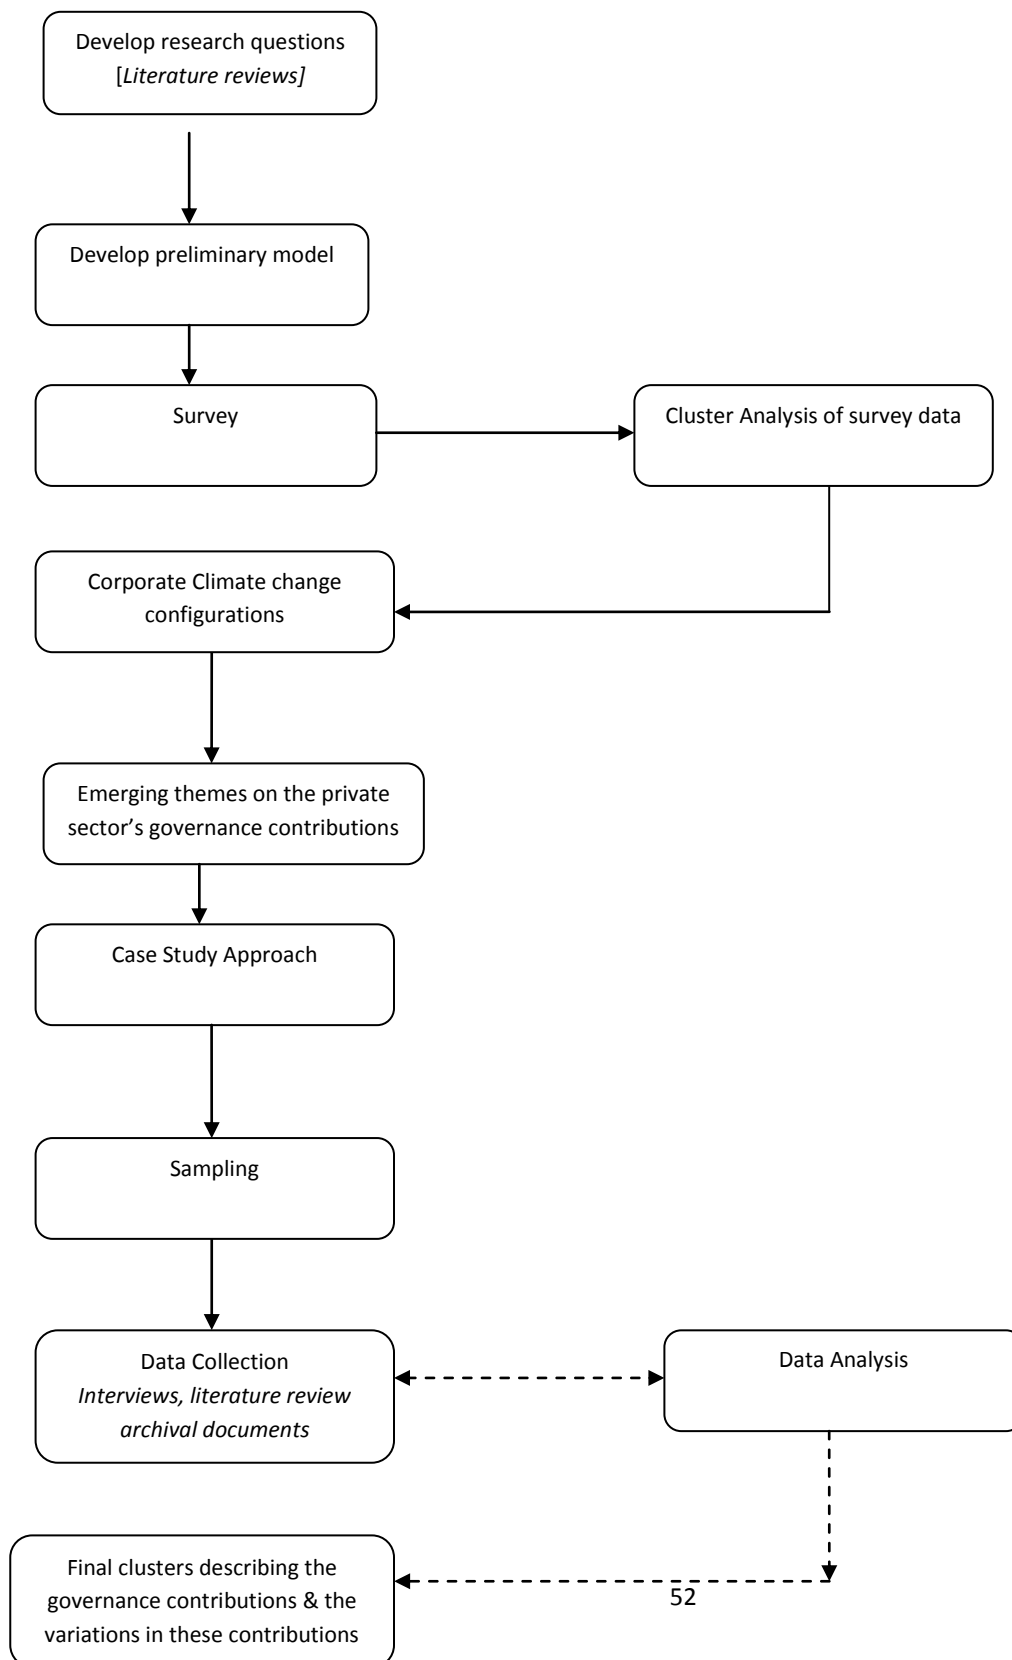 Develop research questions
[Literature reviews]
Develop preliminary model
Survey
Cluster Analysis of survey data
Corporate Climate change
configurations
Emerging themes on the private
sector’s governance contributions
Case Study Approach
Sampling
Data Collection
Interviews, literature review
archival documents
Data Analysis
Final clusters describing the
governance contributions & the
variations in these contributions
52